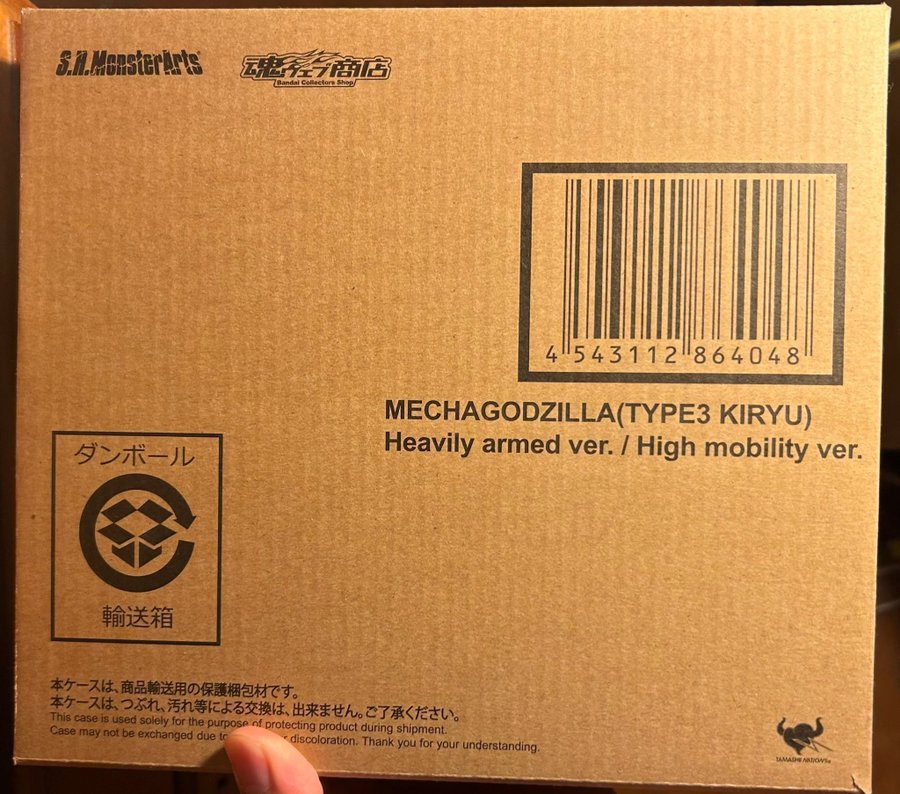 S.H.MonsterArts
魂ウェブ商店
Bandai Collectors Shop
4 543112 864048
MECHAGODZILLA(TYPE3 KIRYU)
Heavily armed ver. / High mobility ver.
ダンボール
輸送箱
本ケースは、商品輸送用の保護梱包材です。
本ケースは、つぶれ、汚れ等による交換は、出来ません。ご了承ください。
This case is used solely for the purpose of protecting product during shipment.
Case may not be exchanged due to discoloration. Thank you for your understanding.
TAMASHII NATIONS